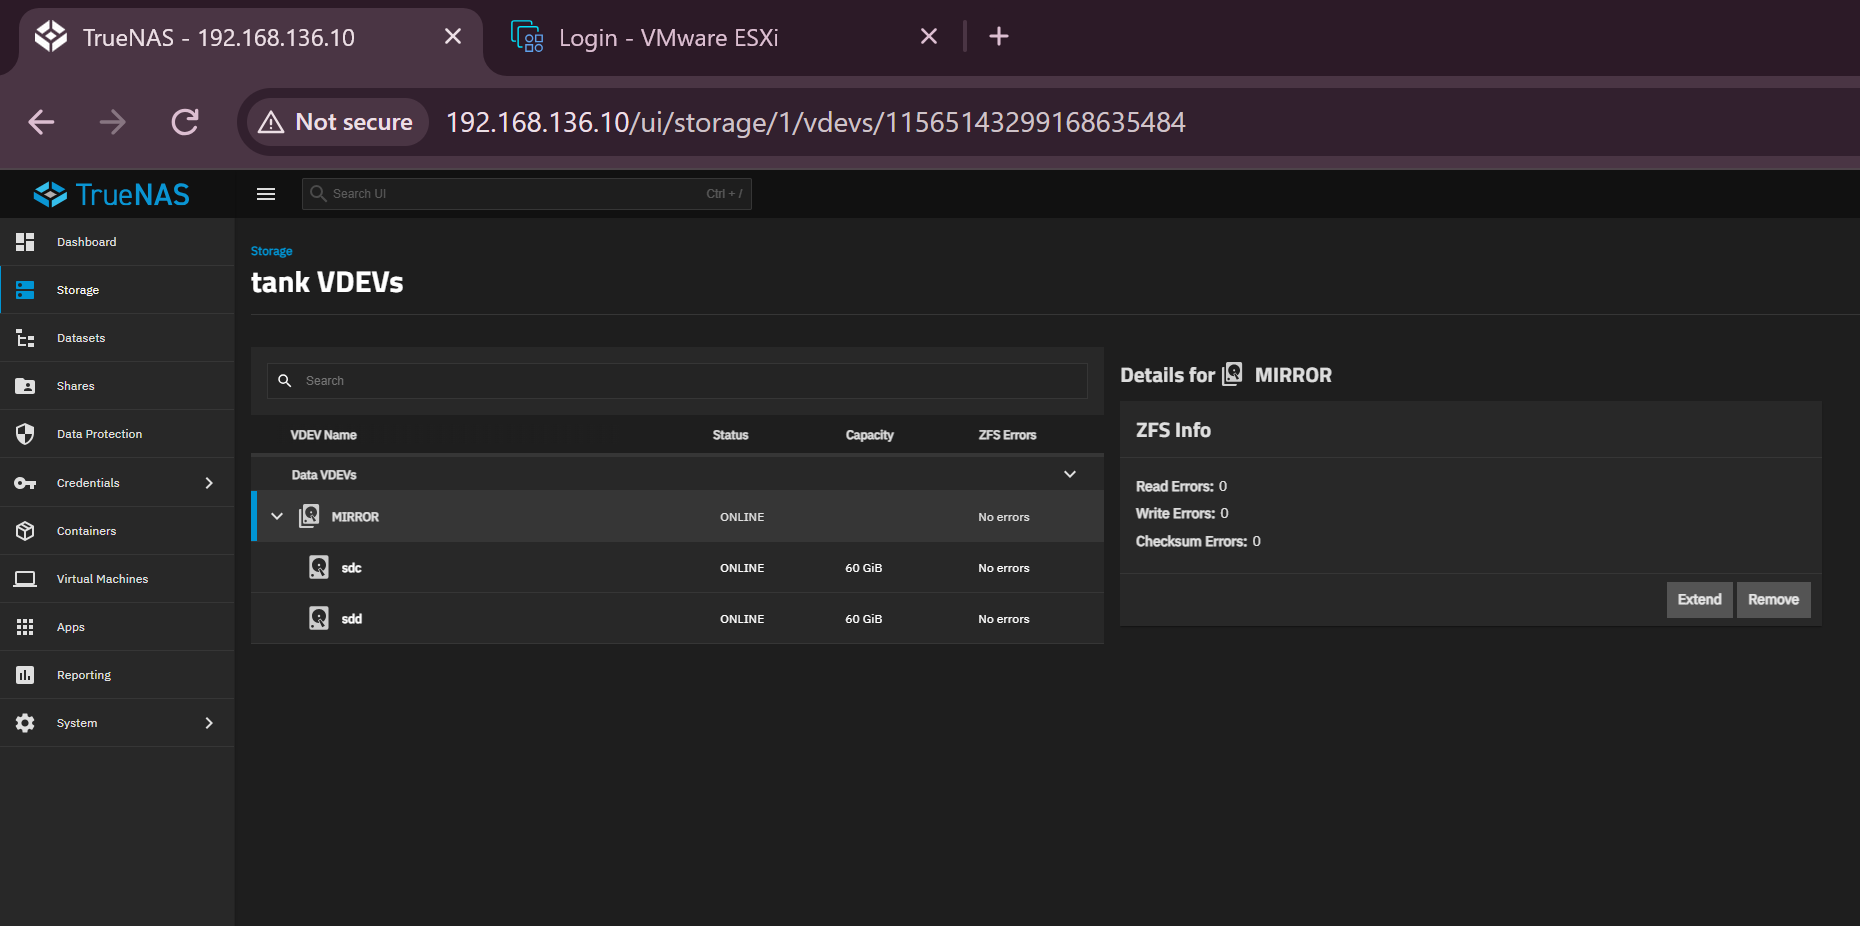 TrueNAS - 192.168.136.10
Login - VMware ESXi
Not secure
192.168.136.10/ui/storage/1/vdevs/11565143299168635484
TrueNAS
Search UI
Ctrl + /
Dashboard
Storage
Datasets
Shares
Data Protection
Credentials
Containers
Virtual Machines
Apps
Reporting
System
Storage
tank VDEVs
Search
VDEV Name Status Capacity ZFS Errors
Data VDEVs
MIRROR ONLINE No errors
sdc ONLINE 60 GiB No errors
sdd ONLINE 60 GiB No errors
Details for MIRROR
ZFS Info
Read Errors: 0
Write Errors: 0
Checksum Errors: 0
Extend Remove